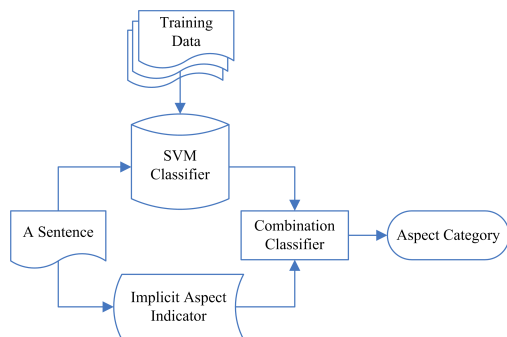 Training
Data
SVM
Classifier
A Sentence
Combination
Classifier
Aspect Category
Implicit Aspect
Indicator